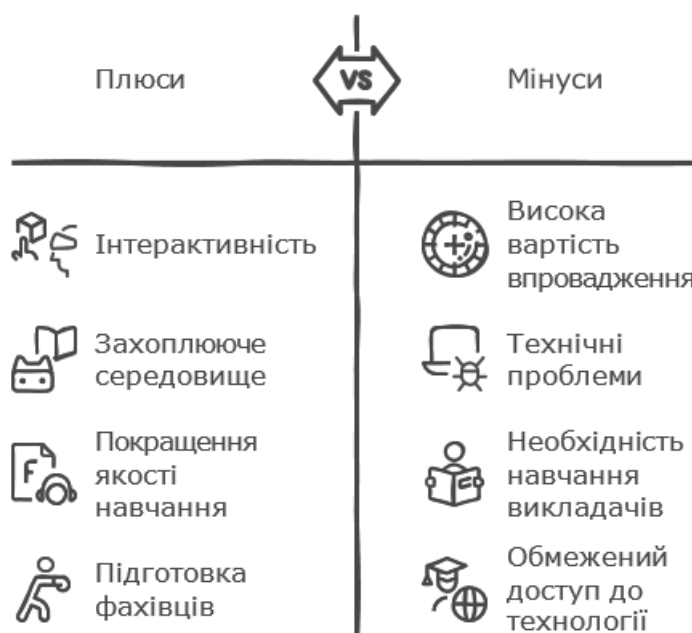 Плюси
VS
Мінуси
Інтерактивність
Висока
вартість
впровадження
Захоплююче
середовище
Технічні
проблеми
F
Покращення
якості
навчання
Необхідність
навчання
викладачів
Підготовка
фахівців
Обмежений
доступ до
технології